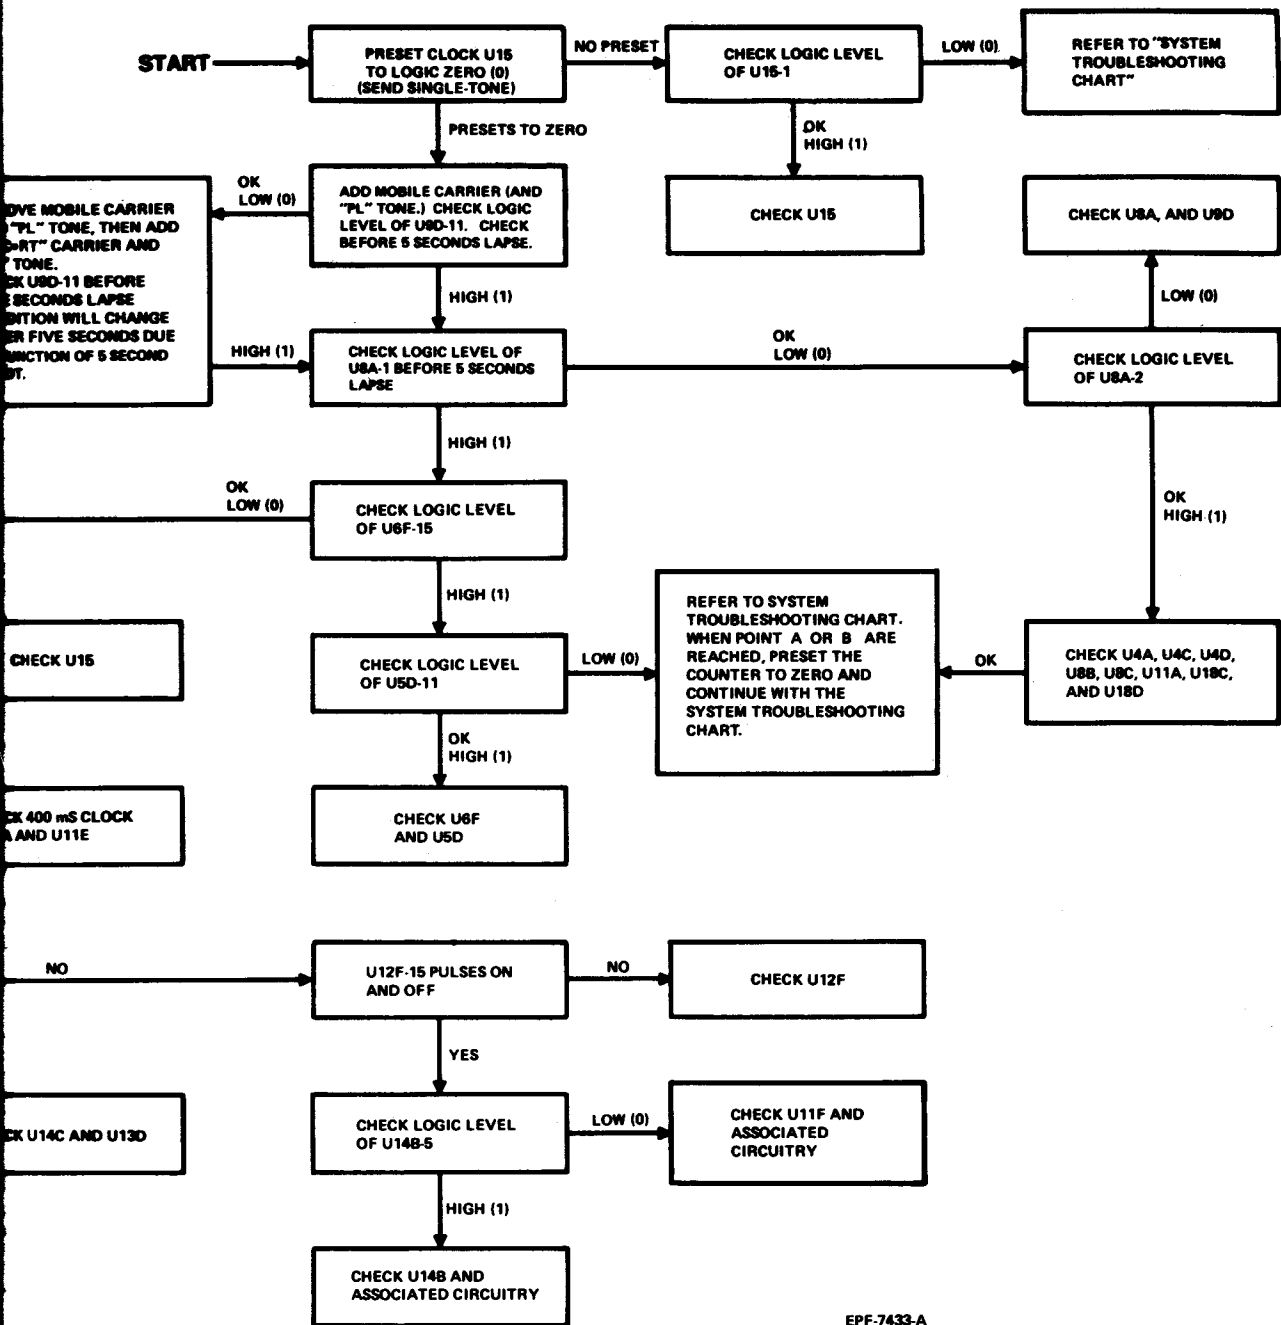 START
PRESET CLOCK U15
TO LOGIC ZERO (0)
(SEND SINGLE-TONE)
NO PRESET
CHECK LOGIC LEVEL
OF U15-1
LOW (0)
REFER TO "SYSTEM
TROUBLESHOOTING
CHART"
PRESETS TO ZERO
OK
HIGH (1)
CHECK U15
OK
LOW (0)
ADD MOBILE CARRIER (AND
"PL" TONE.) CHECK LOGIC
LEVEL OF U9D-11. CHECK
BEFORE 5 SECONDS LAPSE.
CHECK U8A, AND U9D
MOBILE CARRIER
"PL" TONE, THEN ADD
CARRIER AND
TONE.
U9D-11 BEFORE
SECONDS LAPSE
WILL CHANGE
FIVE SECONDS DUE
OF 5 SECOND
HIGH (1)
LOW (0)
HIGH (1)
CHECK LOGIC LEVEL OF
U8A-1 BEFORE 5 SECONDS
LAPSE
OK
LOW (0)
CHECK LOGIC LEVEL
OF U8A-2
HIGH (1)
OK
LOW (0)
CHECK LOGIC LEVEL
OF U6F-15
OK
HIGH (1)
HIGH (1)
CHECK U15
CHECK LOGIC LEVEL
OF U5D-11
LOW (0)
REFER TO SYSTEM
TROUBLESHOOTING CHART.
WHEN POINT A OR B ARE
REACHED, PRESET THE
COUNTER TO ZERO AND
CONTINUE WITH THE
SYSTEM TROUBLESHOOTING
CHART.
OK
CHECK U4A, U4C, U4D,
U8B, U8C, U11A, U18C,
AND U18D
OK
HIGH (1)
400 mS CLOCK
AND U11E
CHECK U6F
AND U5D
NO
U12F-15 PULSES ON
AND OFF
NO
CHECK U12F
YES
U14C AND U13D
CHECK LOGIC LEVEL
OF U14B-5
LOW (0)
CHECK U11F AND
ASSOCIATED
CIRCUITRY
HIGH (1)
CHECK U14B AND
ASSOCIATED CIRCUITRY
EPF-7433-A